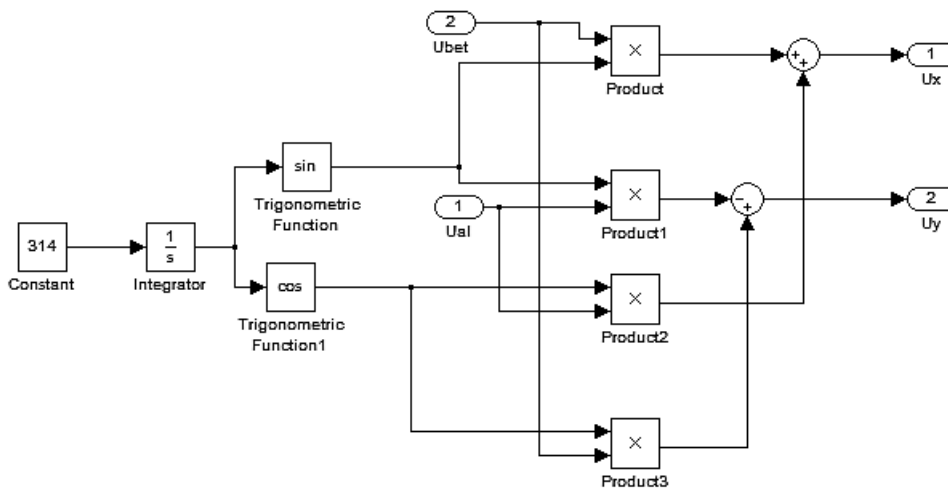 2
Ubet
×
Product
1
Ux
sin
Trigonometric
Function
1
Ual
×
Product1
2
Uy
314
Constant
1
s
Integrator
cos
Trigonometric
Function1
×
Product2
×
Product3
+
+
-
+